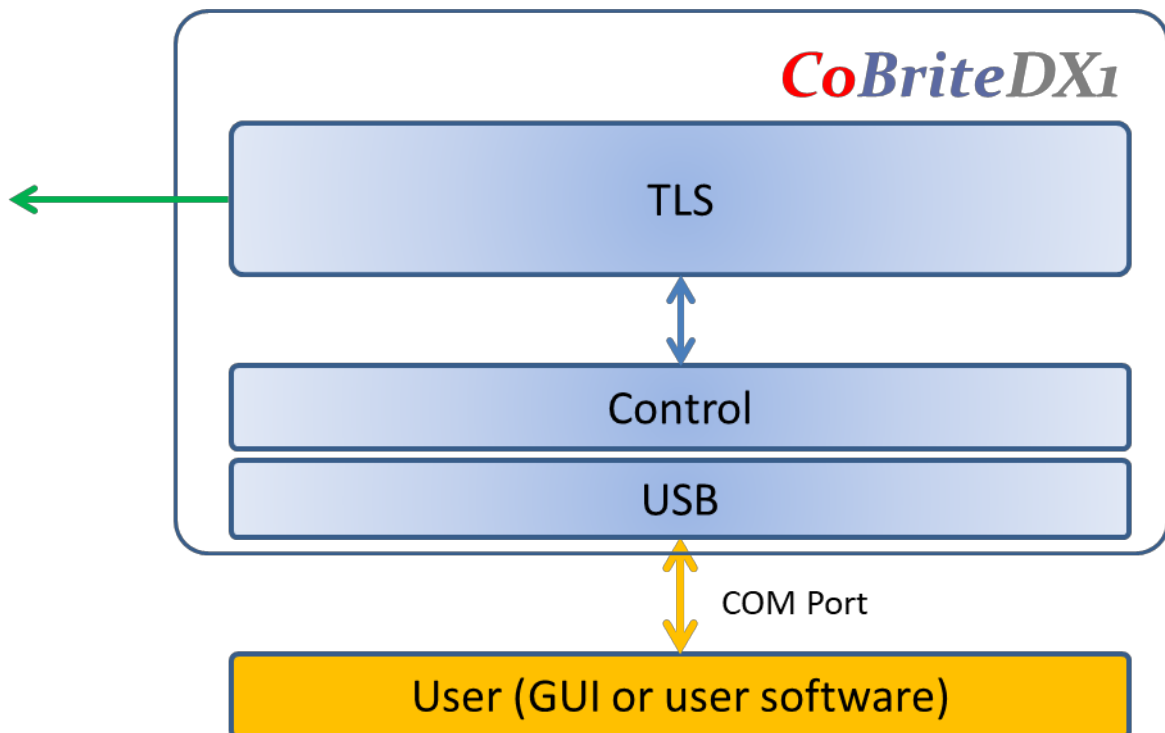 CoBriteDX1
TLS
Control
USB
COM Port
User (GUI or user software)